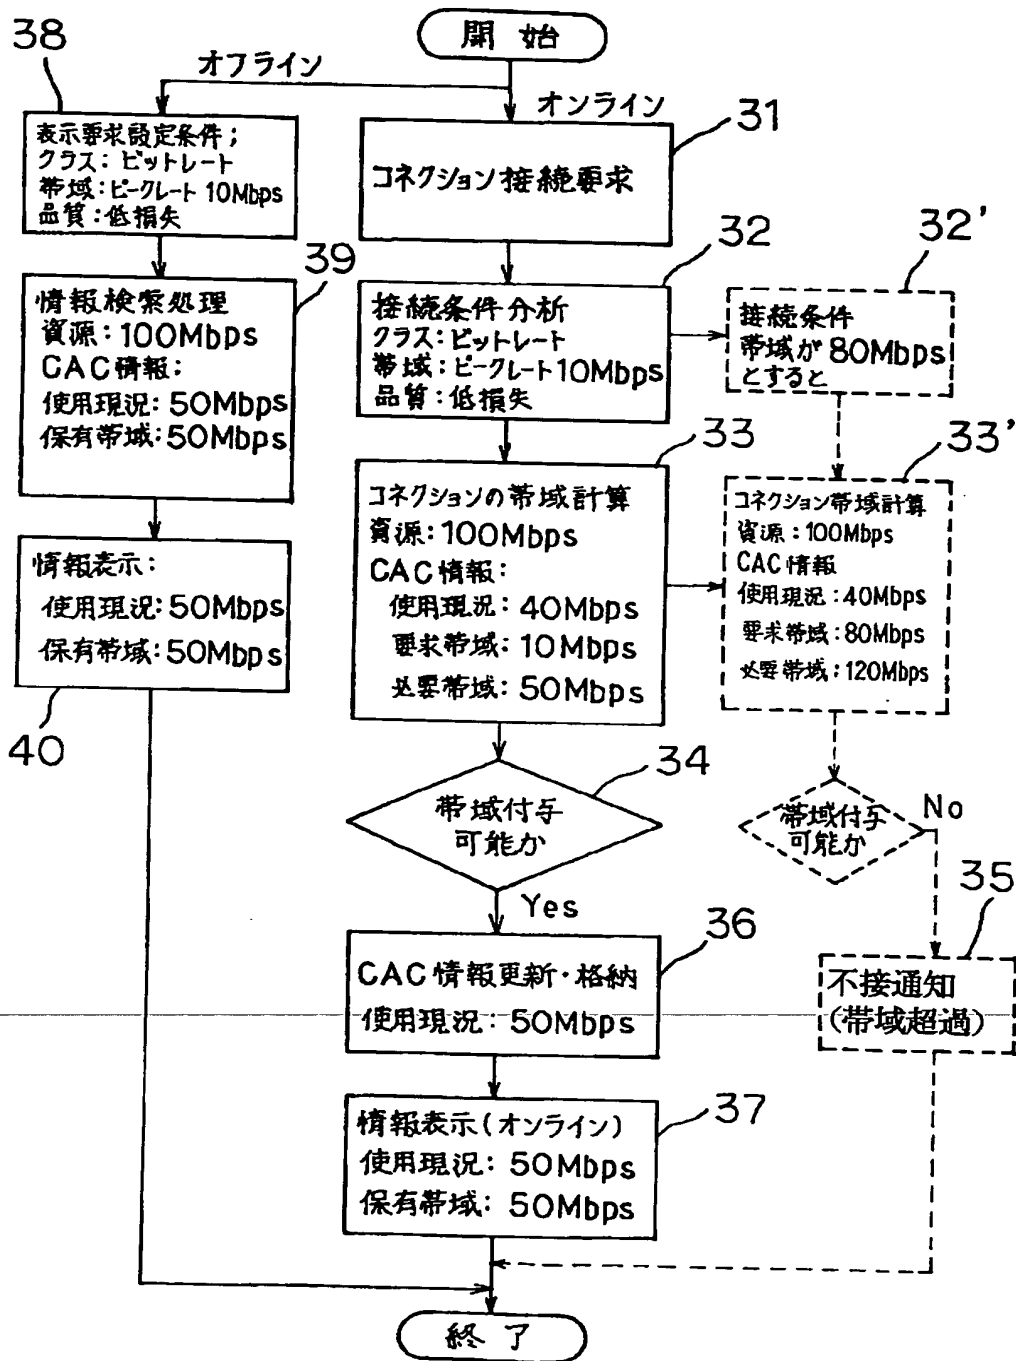 開始
オフライン
オンライン
38
表示要求設定条件;
クラス:ビットレート
帯域:ピークレート 10Mbps
品質:低損失
39
情報検索処理
資源:100Mbps
CAC情報:
使用現況:50Mbps
保有帯域:50Mbps
情報表示:
使用現況:50Mbps
保有帯域:50Mbps
40
31
コネクション接続要求
32
接続条件分析
クラス:ビットレート
帯域:ピークレート10Mbps
品質:低損失
33
コネクションの帯域計算
資源:100Mbps
CAC情報:
使用現況:40Mbps
要求帯域:10Mbps
必要帯域:50Mbps
34
帯域付与
可能か
Yes
36
CAC情報更新・格納
使用現況:50Mbps
37
情報表示(オンライン)
使用現況:50Mbps
保有帯域:50Mbps
32'
接続条件
帯域が80Mbps
とすると
33'
コネクション帯域計算
資源:100Mbps
CAC情報
使用現況:40Mbps
要求帯域:80Mbps
必要帯域:120Mbps
帯域付与
可能か
No
35
不接通知
(帯域超過)
終了